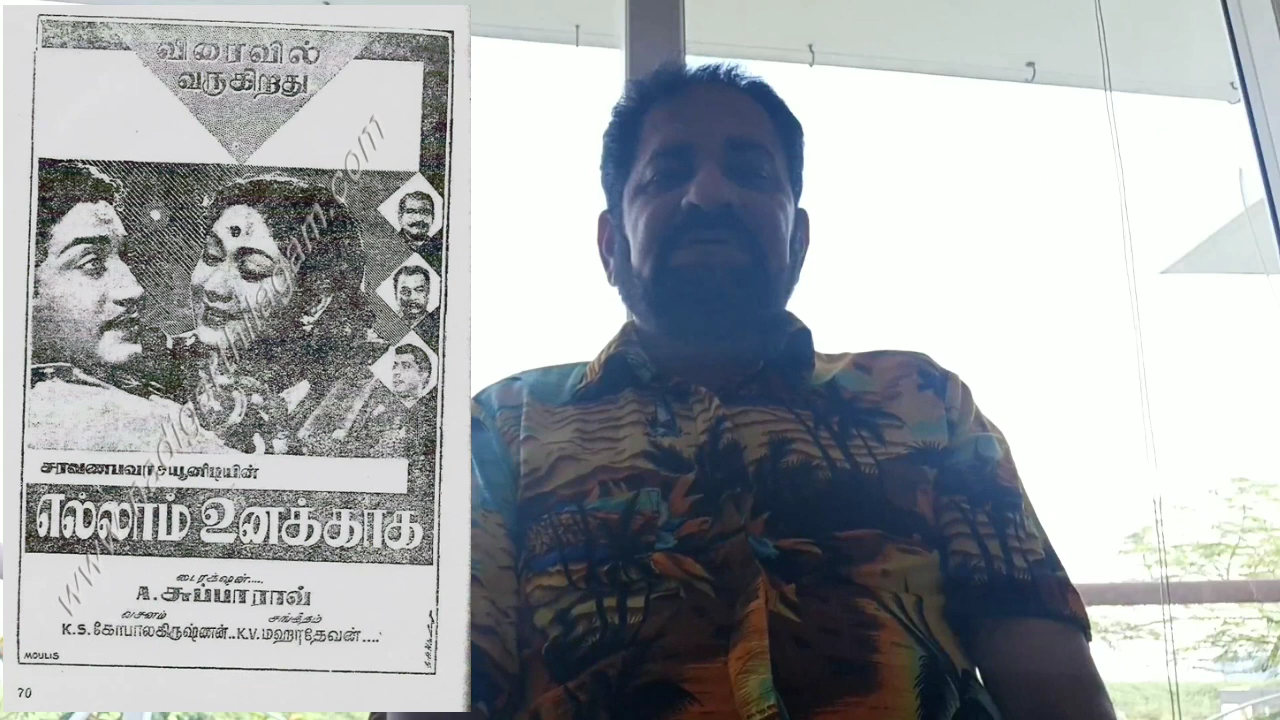 விரைவில்
வருகிறது
சரவணபவா யூனிடியின்
எல்லாம் உனக்காக
டைரக்ஷன்....
A. சுப்பாராவ்
வசனம் சங்கீதம்
K.S.கோபாலகிருஷ்ணன்..K.V.மஹாதேவன்....
MOULIS
70